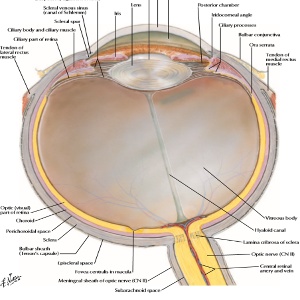 Scleral venous sinus
(canal of Schlemm)
Scleral spur
Ciliary body and ciliary muscle
Ciliary part of retina
Tendon of
lateral rectus
muscle
Iris
Lens
Posterior chamber
Iridocorneal angle
Ciliary processes
Bulbar conjunctiva
Ora serrata
Tendon of
medial rectus
muscle
Optic (visual)
part of retina
Choroid
Perichoroidal space
Sclera
Bulbar sheath
(Tenon's capsule)
Episcleral space
Fovea centralis in macula
Meningeal sheath of optic nerve (CN II)
Subarachnoid space
Vitreous body
Hyaloid canal
Lamina cribrosa of sclera
Optic nerve (CN II)
Central retinal
artery and vein